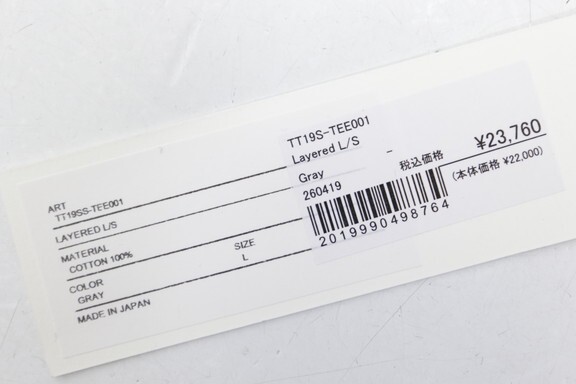 ART
TT19SS-TEE001
LAYERED L/S
MATERIAL
COTTON 100%
SIZE
L
COLOR
GRAY
MADE IN JAPAN
TT19S-TEE001
Layered L/S
Gray
-
260419
税込価格
¥23,760
(本体価格 ¥22,000)
2019990498764